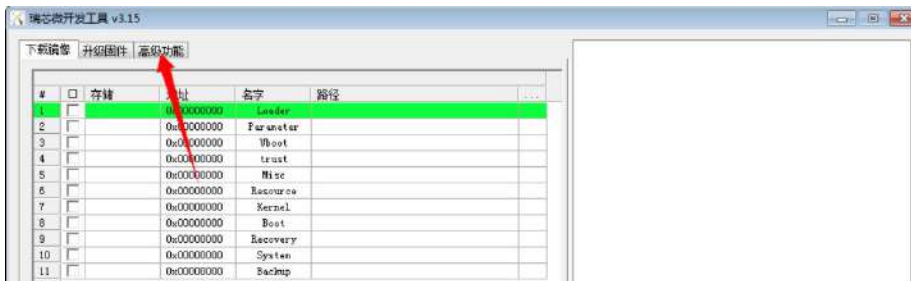 瑞芯微开发工具 v3.15
下载镜像 升级固件 高级功能
# 存储 地址 名字 路径 ...
1 0x00000000 Loader
2 0x00000000 Parameter
3 0x00000000 Uboot
4 0x00000000 trust
5 0x00000000 Misc
6 0x00000000 Resource
7 0x00000000 Kernel
8 0x00000000 Boot
9 0x00000000 Recovery
10 0x00000000 System
11 0x00000000 Backup